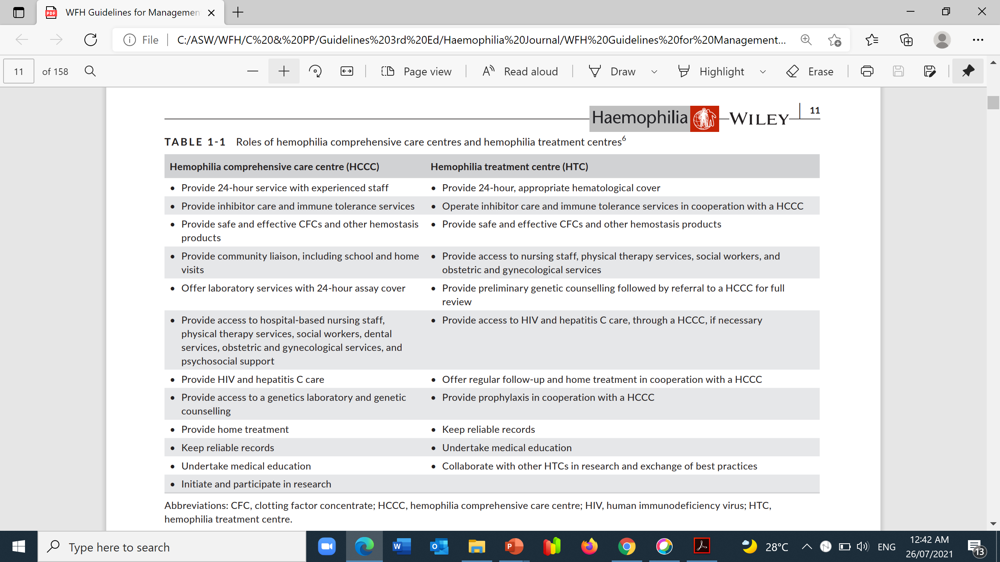 WFH Guidelines for Managemen
File
C:/ASW/WFH/C%20&%20PP/Guidelines%203rd%20Ed/Haemophilia%20Journal/WFH%20Guidelines%20for%20Management...
11 of 158
Page view
Read aloud
Draw
Highlight
Erase
Haemophilia WILEY 11
TABLE 1-1 Roles of hemophilia comprehensive care centres and hemophilia treatment centres6
Hemophilia comprehensive care centre (HCCC)
Hemophilia treatment centre (HTC)
• Provide 24-hour service with experienced staff
• Provide 24-hour, appropriate hematological cover
• Provide inhibitor care and immune tolerance services
• Operate inhibitor care and immune tolerance services in cooperation with a HCCC
• Provide safe and effective CFCs and other hemostasis
products
• Provide safe and effective CFCs and other hemostasis products
• Provide community liaison, including school and home
visits
• Provide access to nursing staff, physical therapy services, social workers, and
obstetric and gynecological services
• Offer laboratory services with 24-hour assay cover
• Provide preliminary genetic counselling followed by referral to a HCCC for full
review
• Provide access to hospital-based nursing staff,
physical therapy services, social workers, dental
services, obstetric and gynecological services, and
psychosocial support
• Provide access to HIV and hepatitis C care, through a HCCC, if necessary
• Provide HIV and hepatitis C care
• Offer regular follow-up and home treatment in cooperation with a HCCC
• Provide access to a genetics laboratory and genetic
counselling
• Provide prophylaxis in cooperation with a HCCC
• Provide home treatment
• Keep reliable records
• Keep reliable records
• Undertake medical education
• Undertake medical education
• Collaborate with other HTCs in research and exchange of best practices
• Initiate and participate in research
Abbreviations: CFC, clotting factor concentrate; HCCC, hemophilia comprehensive care centre; HIV, human immunodeficiency virus; HTC,
hemophilia treatment centre.
Type here to search
28°C
ENG
12:42 AM
26/07/2021
13